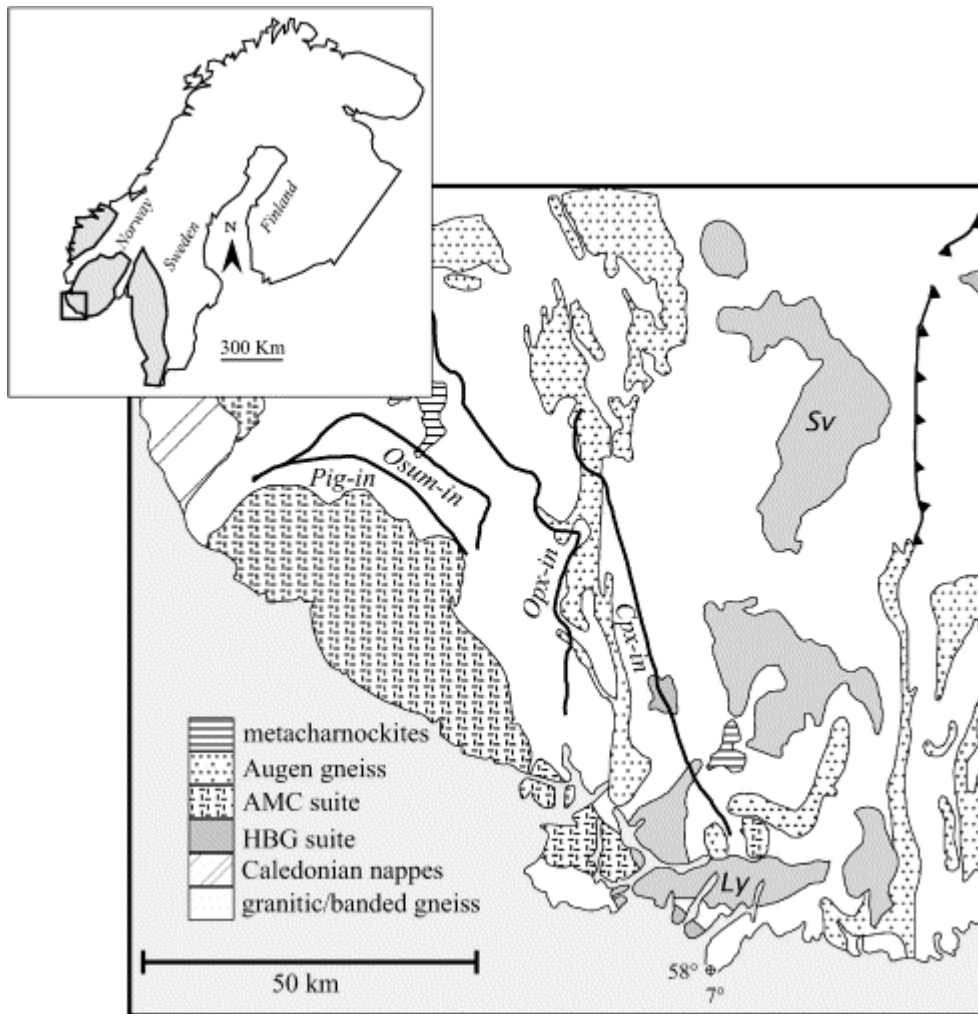 Norway
Sweden
Finland
N
300 Km
Sv
Osum-in
Pig-in
Opx-in
Cpx-in
metacharnockites
Augen gneiss
AMC suite
HBG suite
Caledonian nappes
granitic/banded gneiss
Ly
50 km
58°
7°